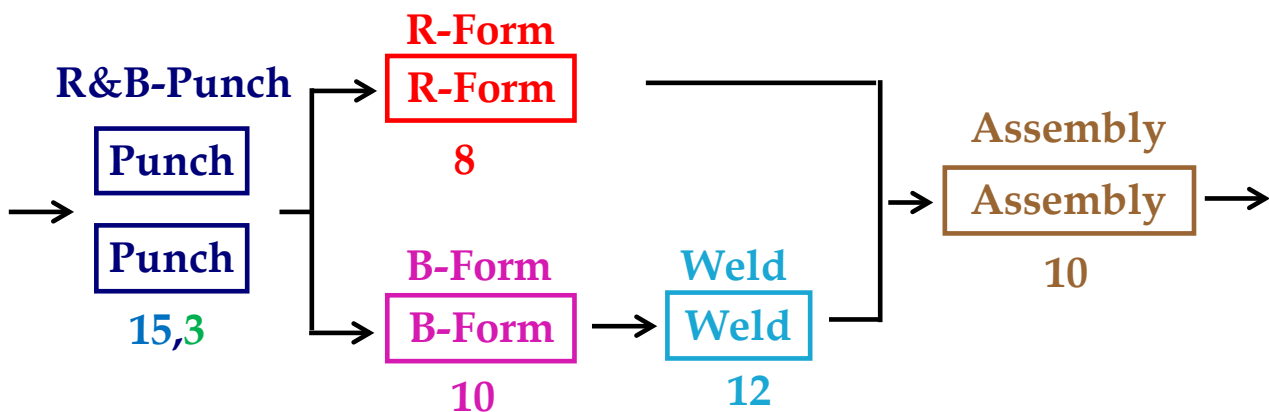 R&B-Punch
Punch
Punch
15,3
R-Form
R-Form
8
B-Form
B-Form
10
Weld
Weld
12
Assembly
Assembly
10